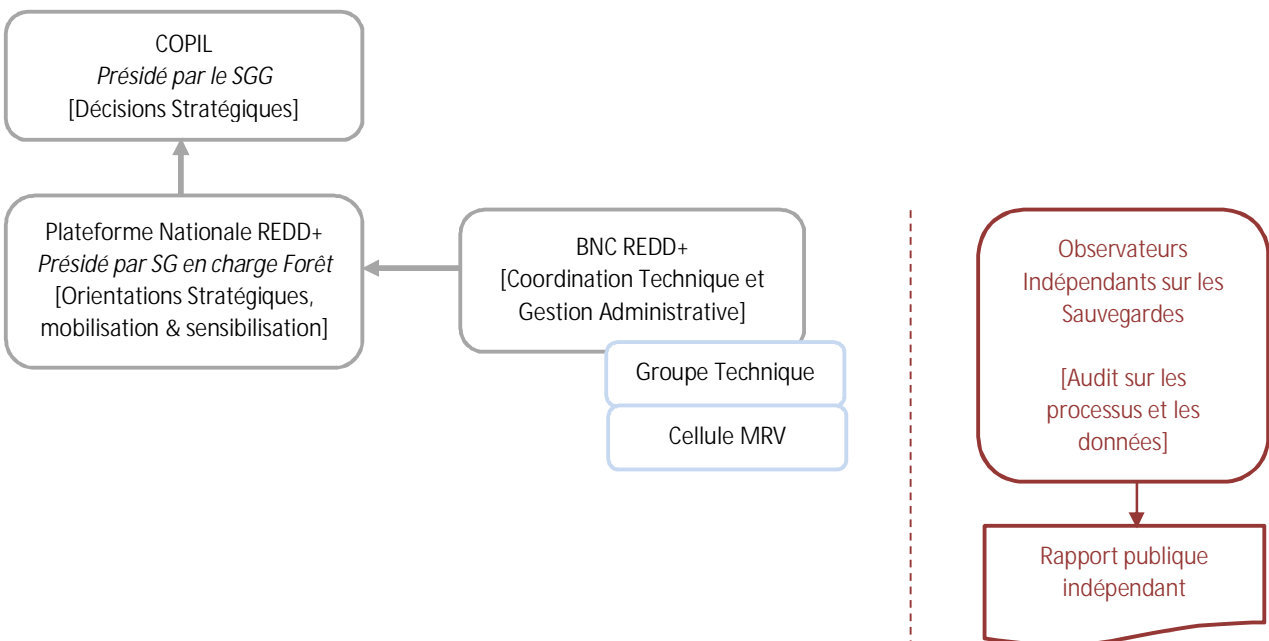 COPIL
Présidé par le SGG
[Décisions Stratégiques]
Plateforme Nationale REDD+
Présidé par SG en charge Forêt
[Orientations Stratégiques,
mobilisation & sensibilisation]
BNC REDD+
[Coordination Technique et
Gestion Administrative]
Groupe Technique
Cellule MRV
Observateurs
Indépendants sur les
Sauvegardes
[Audit sur les
processus et les
données]
Rapport publique
indépendant